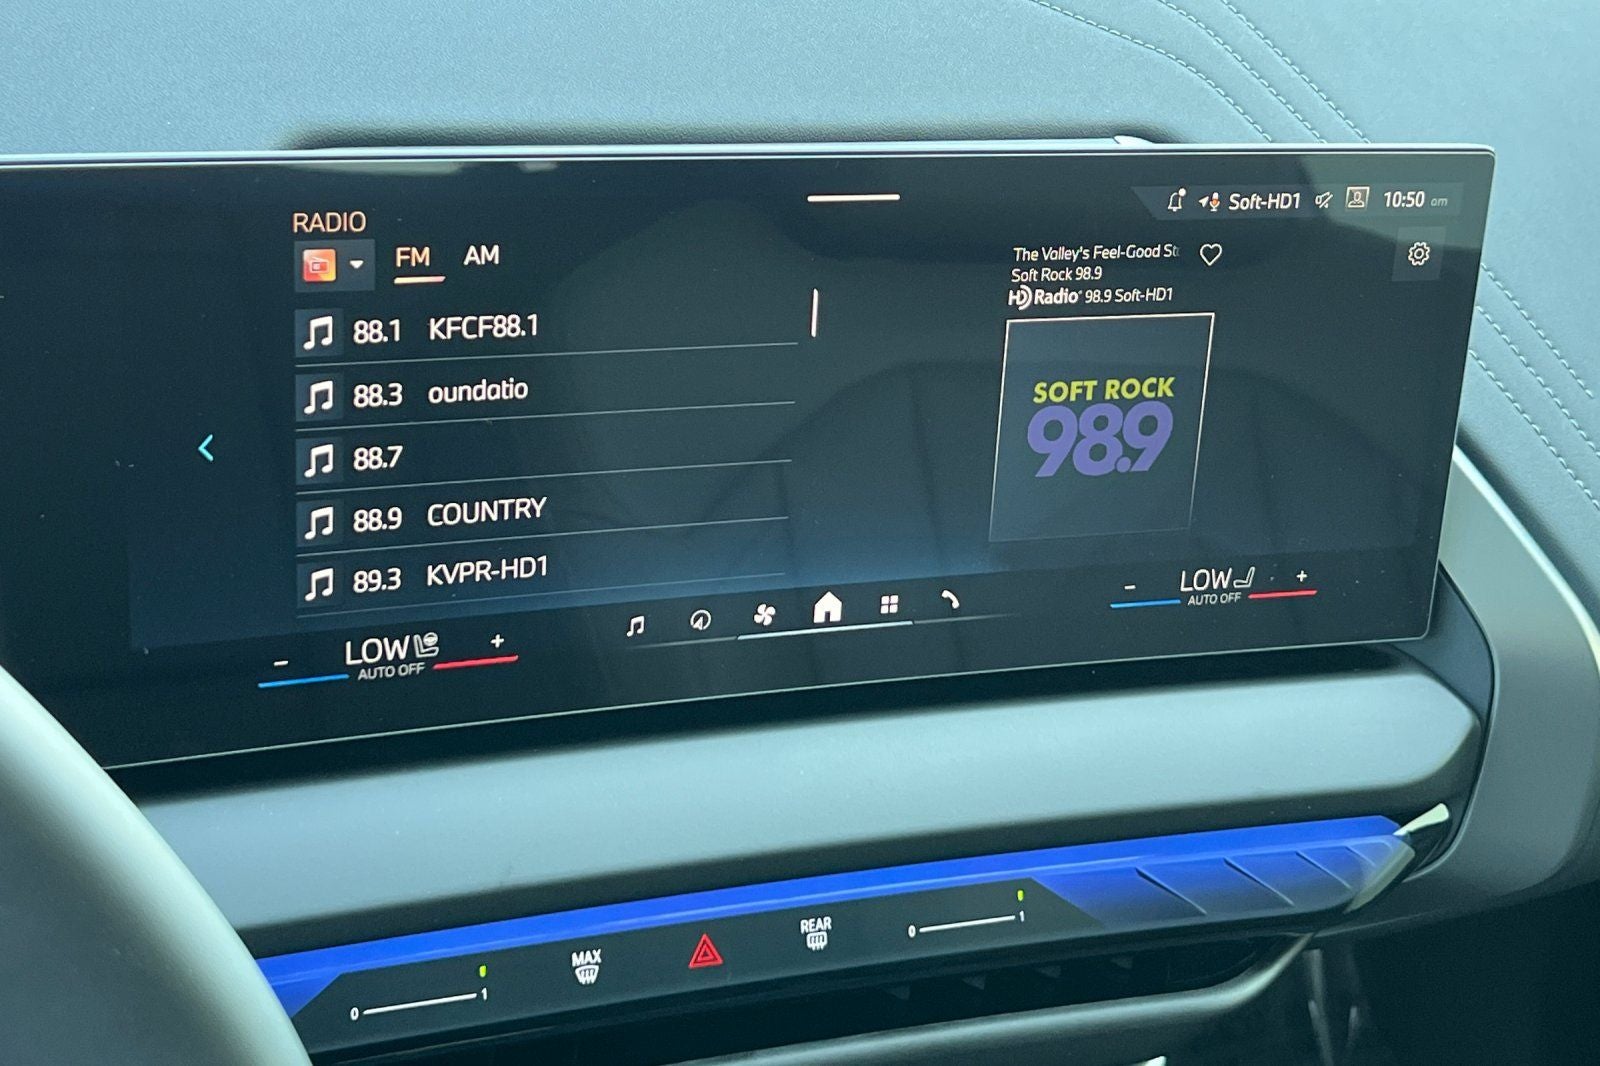 Soft-HD1 10:50 am
RADIO
FM AM
88.1 KFCF88.1
88.3 oundatio
88.7
88.9 COUNTRY
89.3 KVPR-HD1
The Valley's Feel-Good St
Soft Rock 98.9
HD Radio 98.9 Soft-HD1
SOFT ROCK
98.9
- LOW +
AUTO OFF
- LOW +
AUTO OFF
0 1
MAX
REAR
0 1